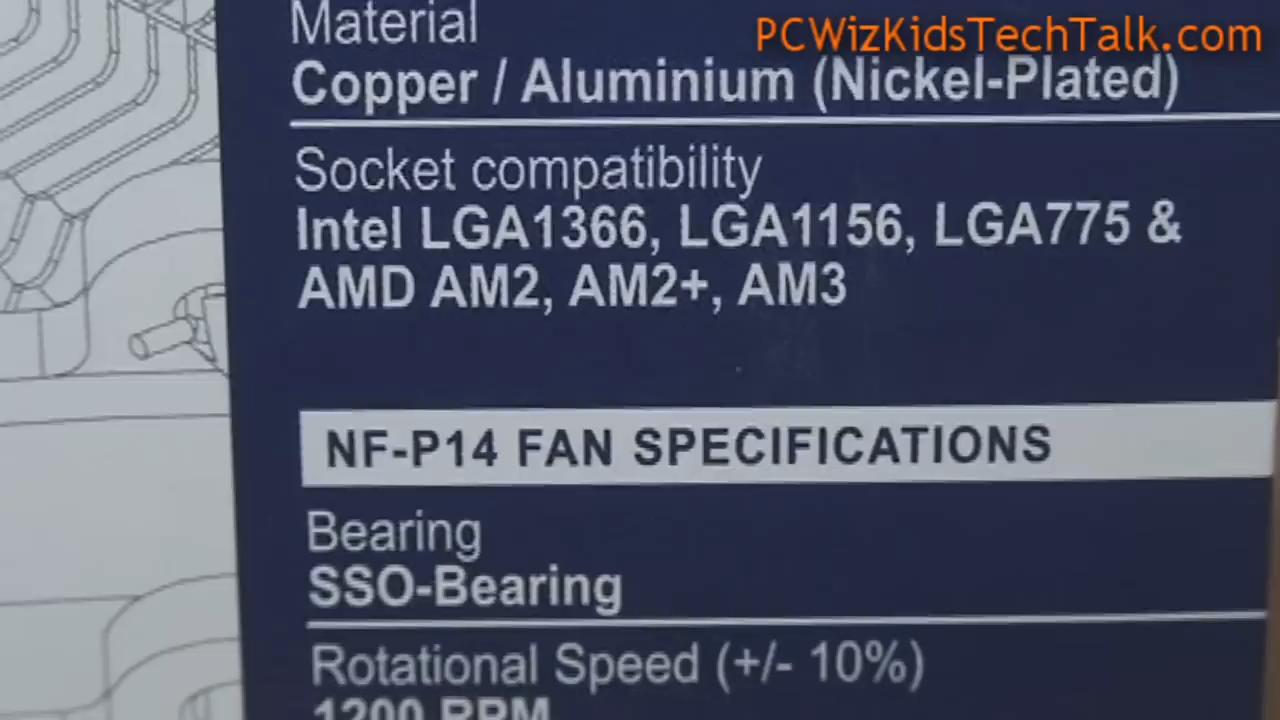 Material
PCWizKidsTechTalk.com
Copper / Aluminium (Nickel-Plated)
Socket compatibility
Intel LGA1366, LGA1156, LGA775 &
AMD AM2, AM2+, AM3
NF-P14 FAN SPECIFICATIONS
Bearing
SSO-Bearing
Rotational Speed (+/- 10%)
1200 RPM